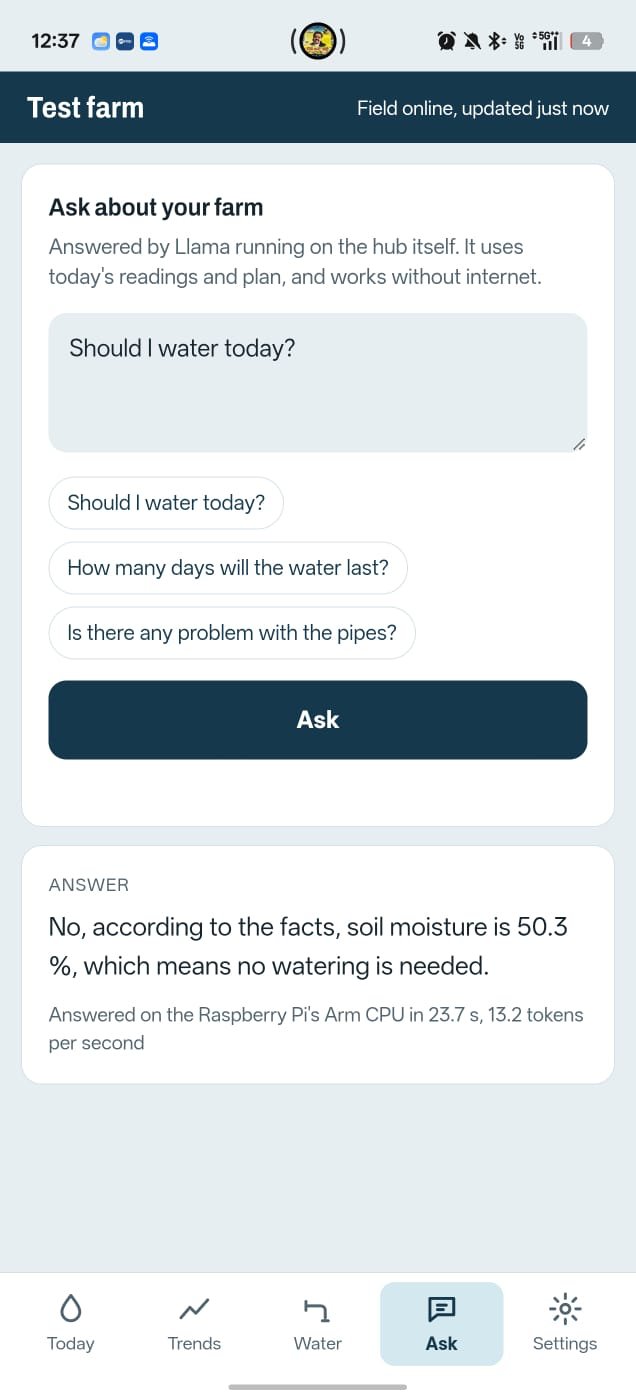 12:37
4
Test farm
Field online, updated just now
Ask about your farm
Answered by Llama running on the hub itself. It uses
today's readings and plan, and works without internet.
Should I water today?
Should I water today?
How many days will the water last?
Is there any problem with the pipes?
Ask
ANSWER
No, according to the facts, soil moisture is 50.3
%, which means no watering is needed.
Answered on the Raspberry Pi's Arm CPU in 23.7 s, 13.2 tokens
per second
Today
Trends
Water
Ask
Settings